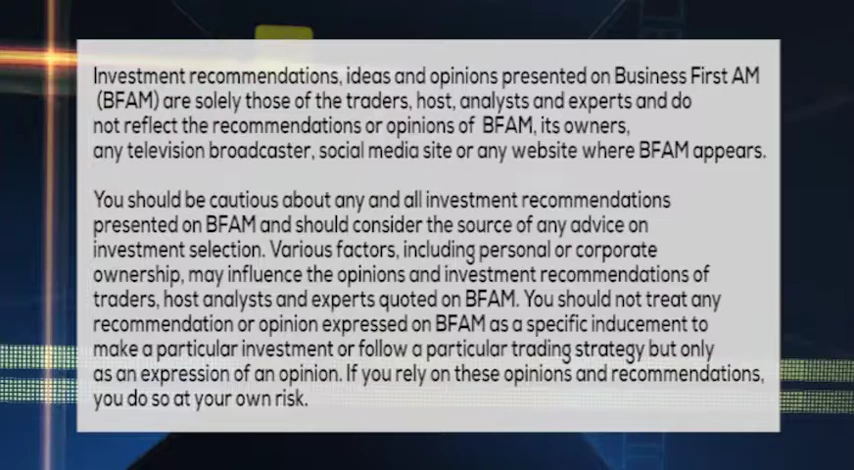 Investment recommendations, ideas and opinions presented on Business First AM
(BFAM) are solely those of the traders, host, analysts and experts and do
not reflect the recommendations or opinions of BFAM, its owners,
any television broadcaster, social media site or any website where BFAM appears.
You should be cautious about any and all investment recommendations
presented on BFAM and should consider the source of any advice on
investment selection. Various factors, including personal or corporate
ownership, may influence the opinions and investment recommendations of
traders, host analysts and experts quoted on BFAM. You should not treat any
recommendation or opinion expressed on BFAM as a specific inducement to
make a particular investment or follow a particular trading strategy but only
as an expression of an opinion. If you rely on these opinions and recommendations,
you do so at your own risk.